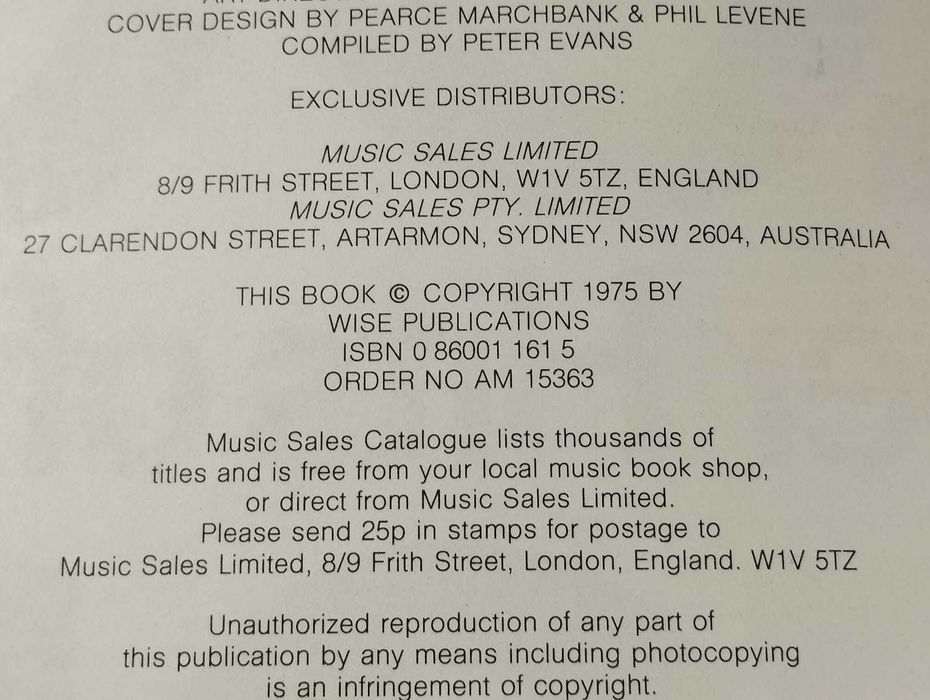 COVER DESIGN BY PEARCE MARCHBANK & PHIL LEVENE
COMPILED BY PETER EVANS
EXCLUSIVE DISTRIBUTORS:
MUSIC SALES LIMITED
8/9 FRITH STREET, LONDON, W1V 5TZ, ENGLAND
MUSIC SALES PTY. LIMITED
27 CLARENDON STREET, ARTARMON, SYDNEY, NSW 2604, AUSTRALIA
THIS BOOK © COPYRIGHT 1975 BY
WISE PUBLICATIONS
ISBN 0 86001 161 5
ORDER NO AM 15363
Music Sales Catalogue lists thousands of
titles and is free from your local music book shop,
or direct from Music Sales Limited.
Please send 25p in stamps for postage to
Music Sales Limited, 8/9 Frith Street, London, England. W1V 5TZ
Unauthorized reproduction of any part of
this publication by any means including photocopying
is an infringement of copyright.